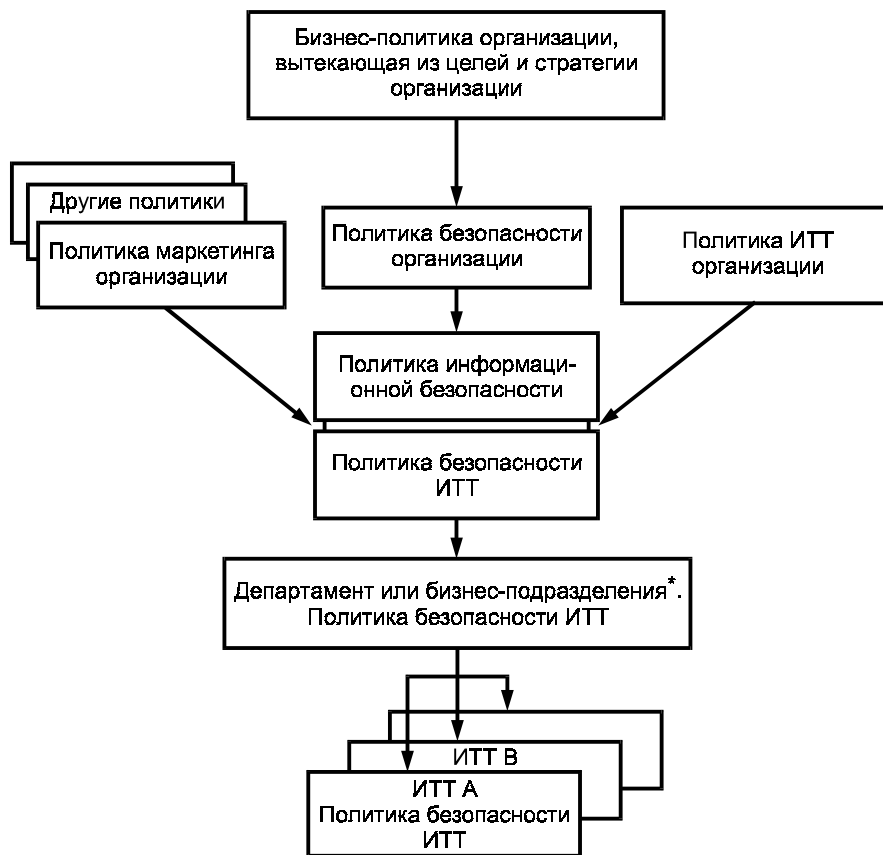 Бизнес-политика организации,
вытекающая из целей и стратегии
организации
Другие политики
Политика маркетинга
организации
Политика безопасности
организации
Политика ИТТ
организации
Политика информаци-
онной безопасности
Политика безопасности
ИТТ
Департамент или бизнес-подразделения*.
Политика безопасности ИТТ
ИТТ В
ИТТ А
Политика безопасности
ИТТ